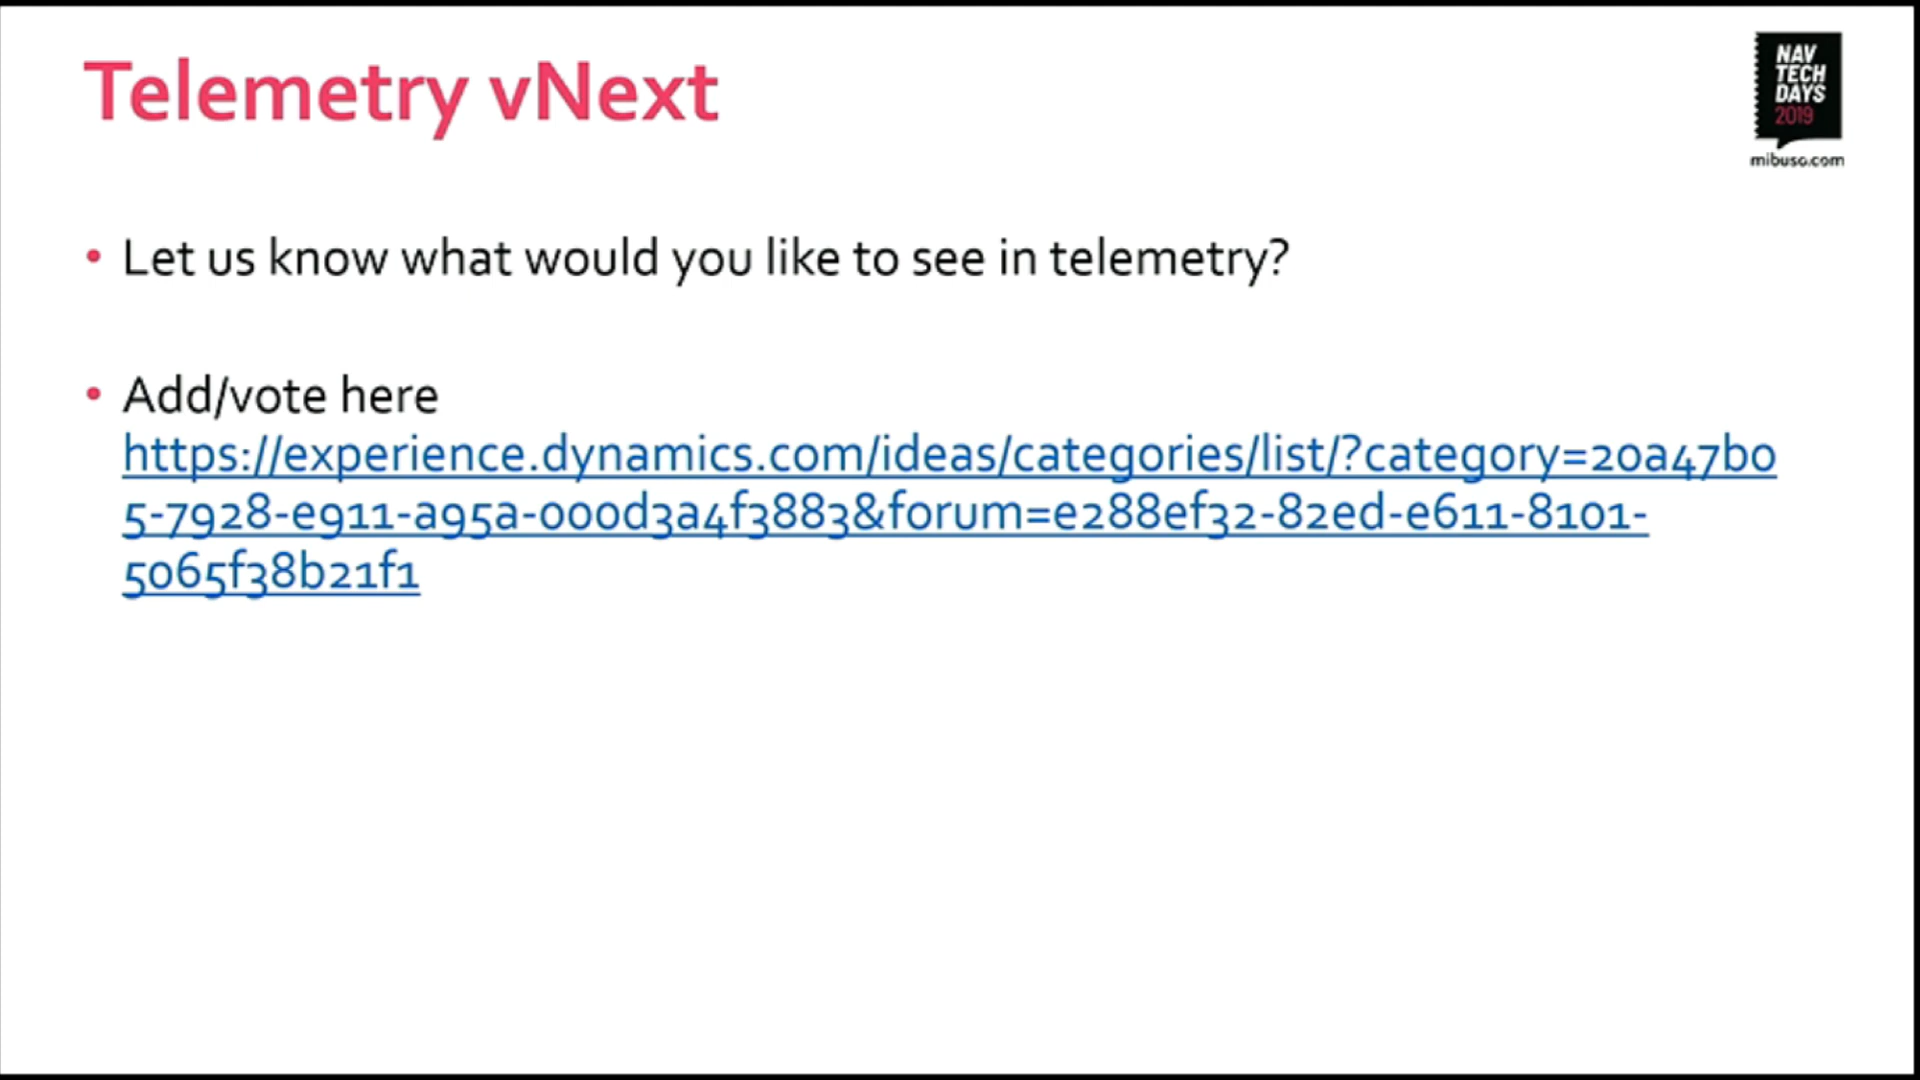 Telemetry vNext
NAV
TECH
DAYS
2019
mibuso.com
• Let us know what would you like to see in telemetry?
• Add/vote here
https://experience.dynamics.com/ideas/categories/list/?category=20a47b0
5-7928-e911-a95a-000d3a4f3883&forum=e288ef32-82ed-e611-8101-
5065f38b21f1